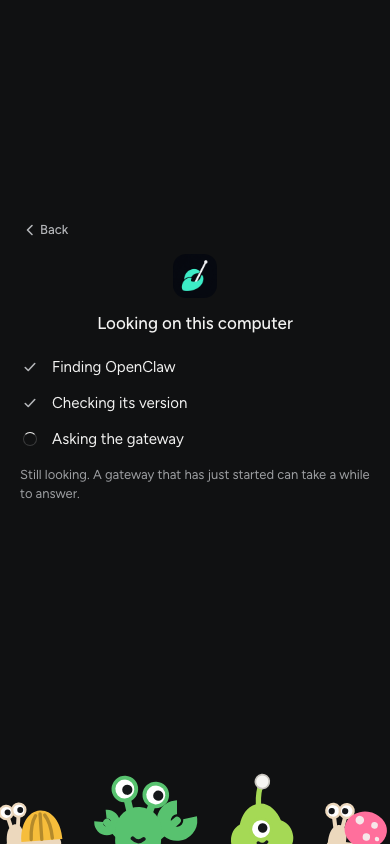 Back
Looking on this computer
Finding OpenClaw
Checking its version
Asking the gateway
Still looking. A gateway that has just started can take a while
to answer.